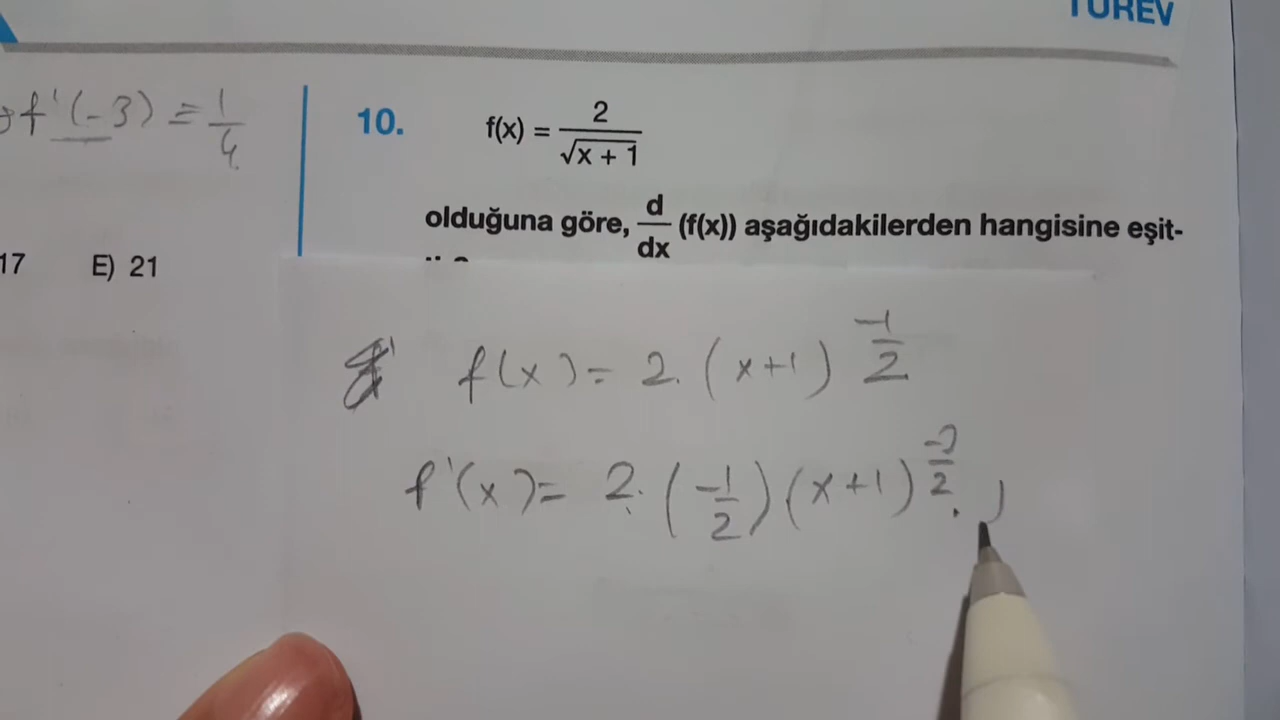 TÜREV
f'(-3) = 1/4
17 E) 21
10. f(x) = 2/√x + 1
olduğuna göre, d/dx (f(x)) aşağıdakilerden hangisine eşit-
f(x) = 2. (x+1)^(-1/2)
f'(x) = 2. (-1/2) (x+1)^(-3/2) .